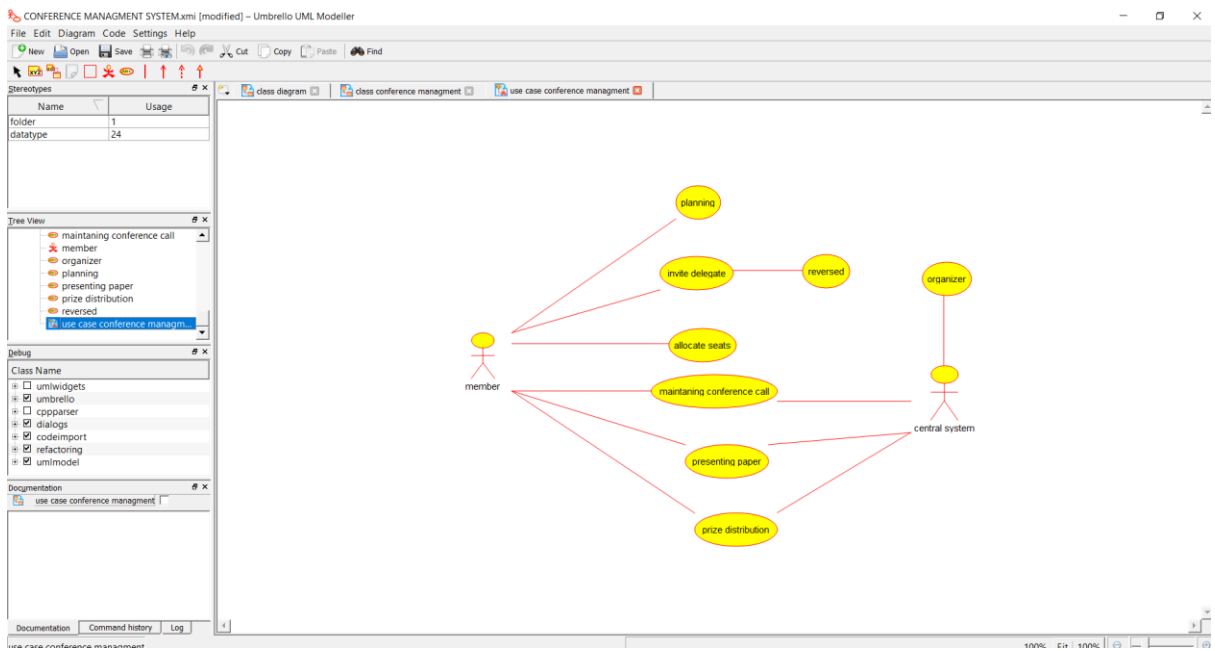 CONFERENCE MANAGMENT SYSTEM.xmi [modified] – Umbrello UML Modeller
File Edit Diagram Code Settings Help
New Open Save Cut Copy Paste Find
Stereotypes
Name Usage
folder 1
datatype 24
Tree View
maintaning conference call
member
organizer
planning
presenting paper
prize distribution
reversed
use case conference managm...
Debug
Class Name
umlwidgets
umbrello
cppparser
dialogs
codeimport
refactoring
umlmodel
Documentation
use case conference managment
Documentation Command history Log
use case conference managment
class diagram class conference managment use case conference managment
planning
invite delegate
reversed
organizer
allocate seats
member
maintaning conference call
central system
presenting paper
prize distribution
100% Fit 100%